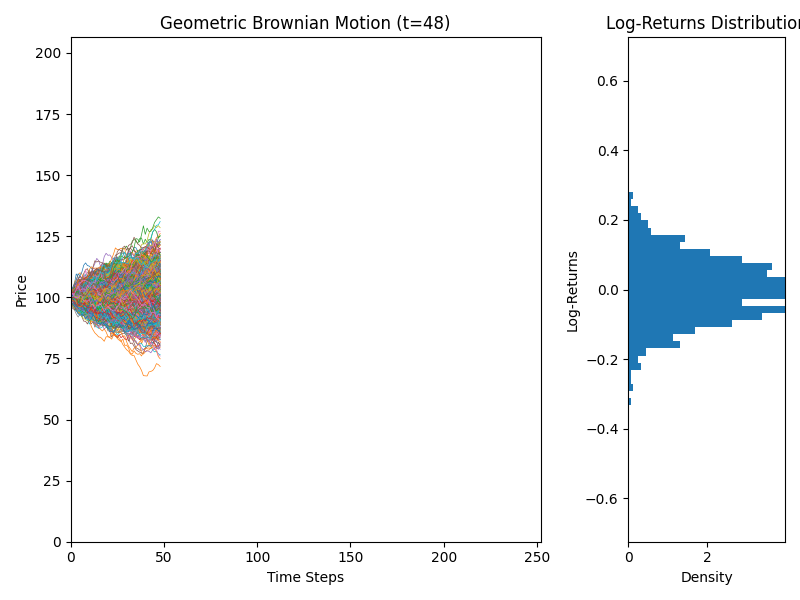 Geometric Brownian Motion (t=48)
Price
200
175
150
125
100
75
50
25
0
0 50 100 150 200 250
Time Steps
Log-Returns Distribution
Log-Returns
0.6
0.4
0.2
0.0
−0.2
−0.4
−0.6
0 2
Density